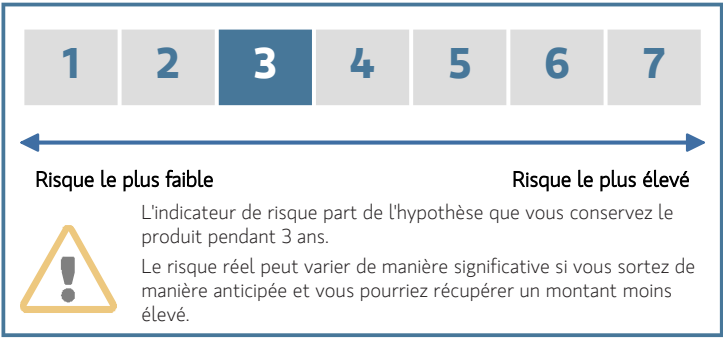 1 2 3 4 5 6 7
Risque le plus faible Risque le plus élevé
L'indicateur de risque part de l'hypothèse que vous conservez le
produit pendant 3 ans.
Le risque réel peut varier de manière significative si vous sortez de
manière anticipée et vous pourriez récupérer un montant moins
élevé.